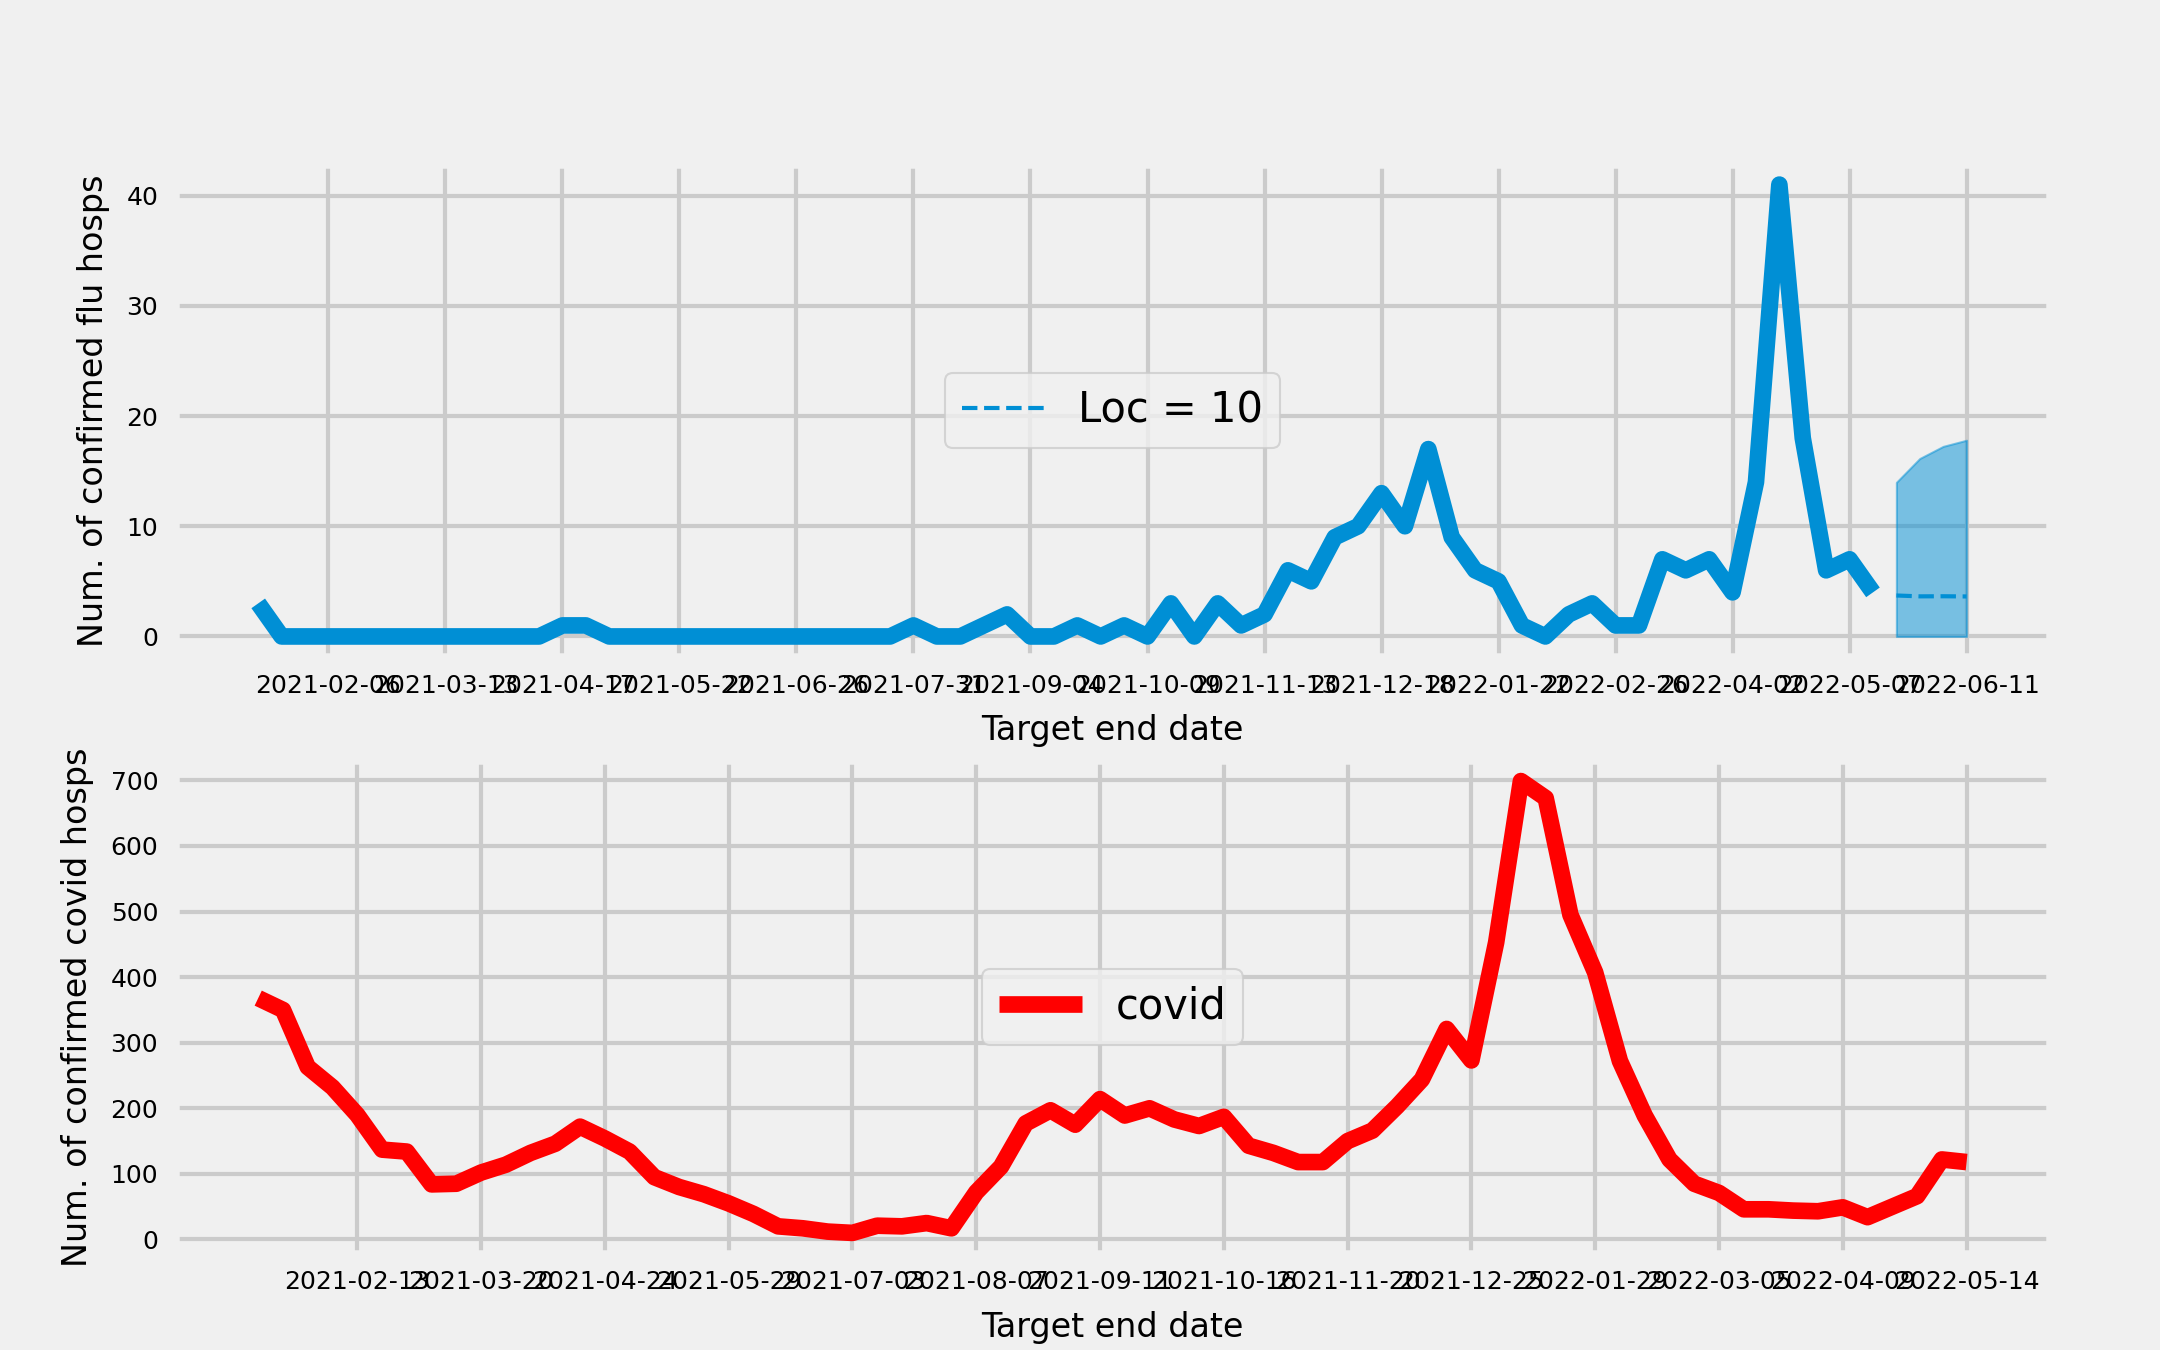 Num. of confirmed flu hosps
40
30
20
10
0
Loc = 10
2021-02-06 2021-03-13 2021-04-17 2021-05-22 2021-06-26 2021-07-31 2021-09-04 2021-10-09 2021-11-13 2021-12-18 2022-01-22 2022-02-26 2022-04-02 2022-05-07 2022-06-11
Target end date
Num. of confirmed covid hosps
700
600
500
400
300
200
100
0
covid
2021-02-13 2021-03-20 2021-04-24 2021-05-29 2021-07-03 2021-08-07 2021-09-11 2021-10-16 2021-11-20 2021-12-25 2022-01-29 2022-03-05 2022-04-09 2022-05-14
Target end date